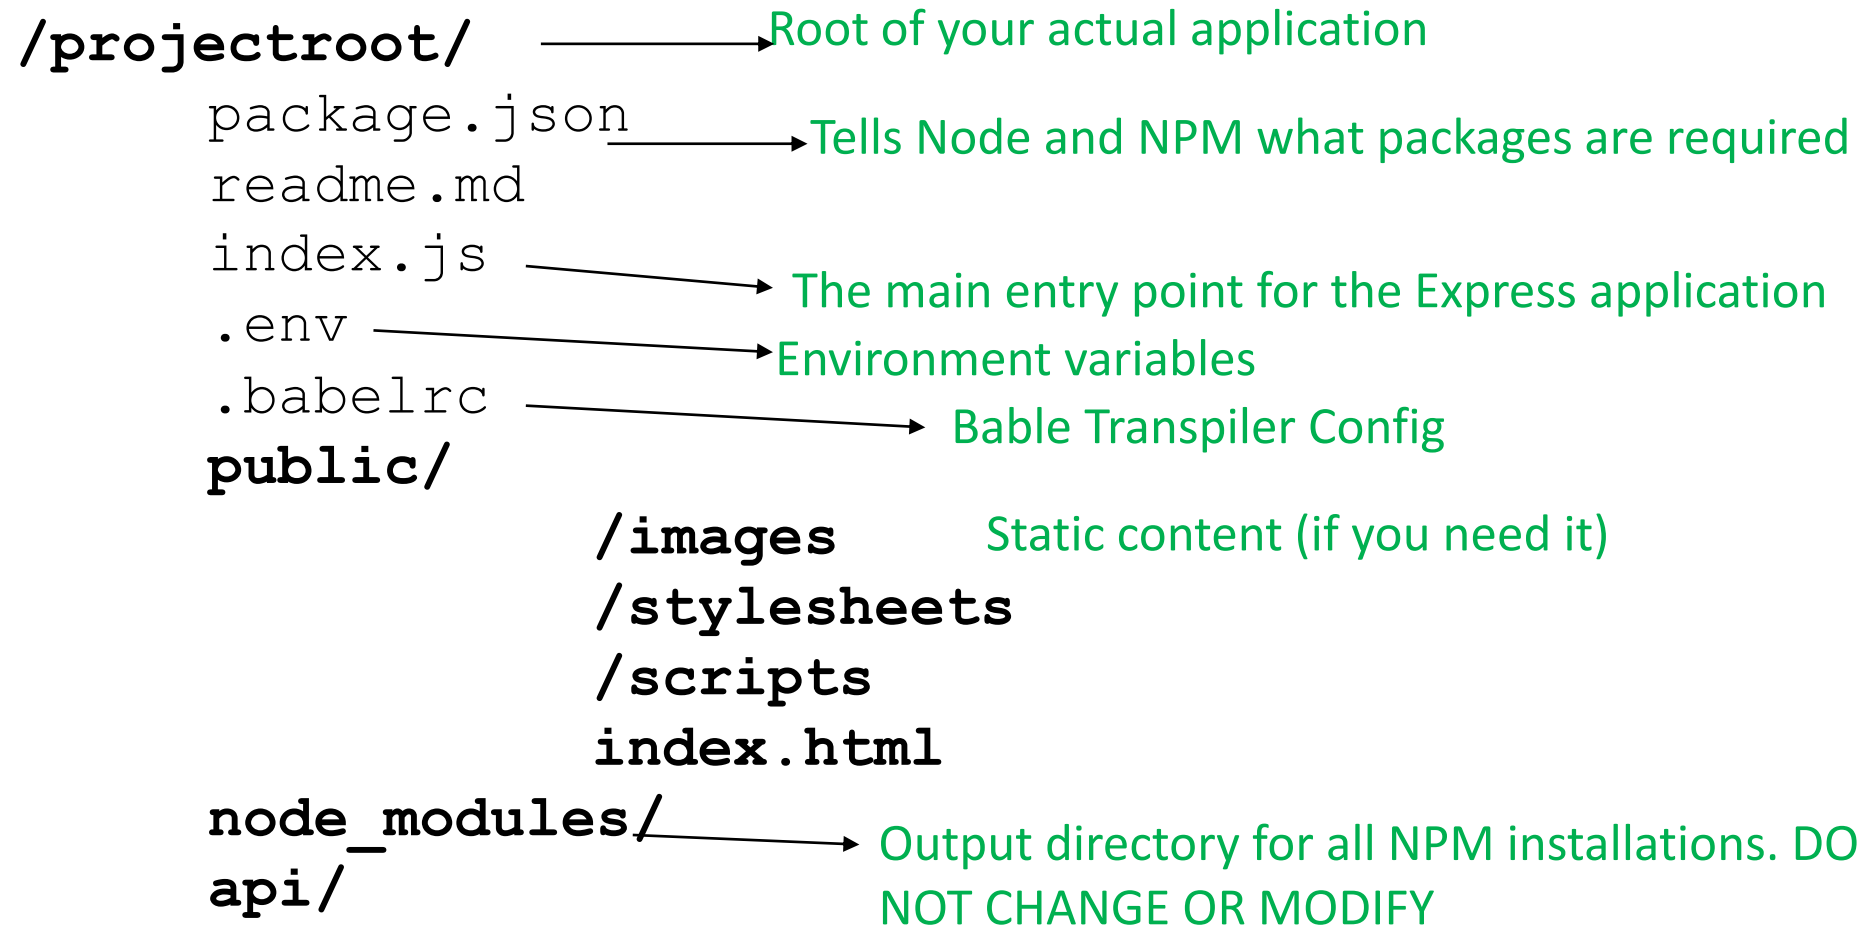 /projectroot/ Root of your actual application
package.json Tells Node and NPM what packages are required
readme.md
index.js The main entry point for the Express application
.env Environment variables
.babelrc Bable Transpiler Config
public/
/images Static content (if you need it)
/stylesheets
/scripts
index.html
node_modules/ Output directory for all NPM installations. DO
api/ NOT CHANGE OR MODIFY